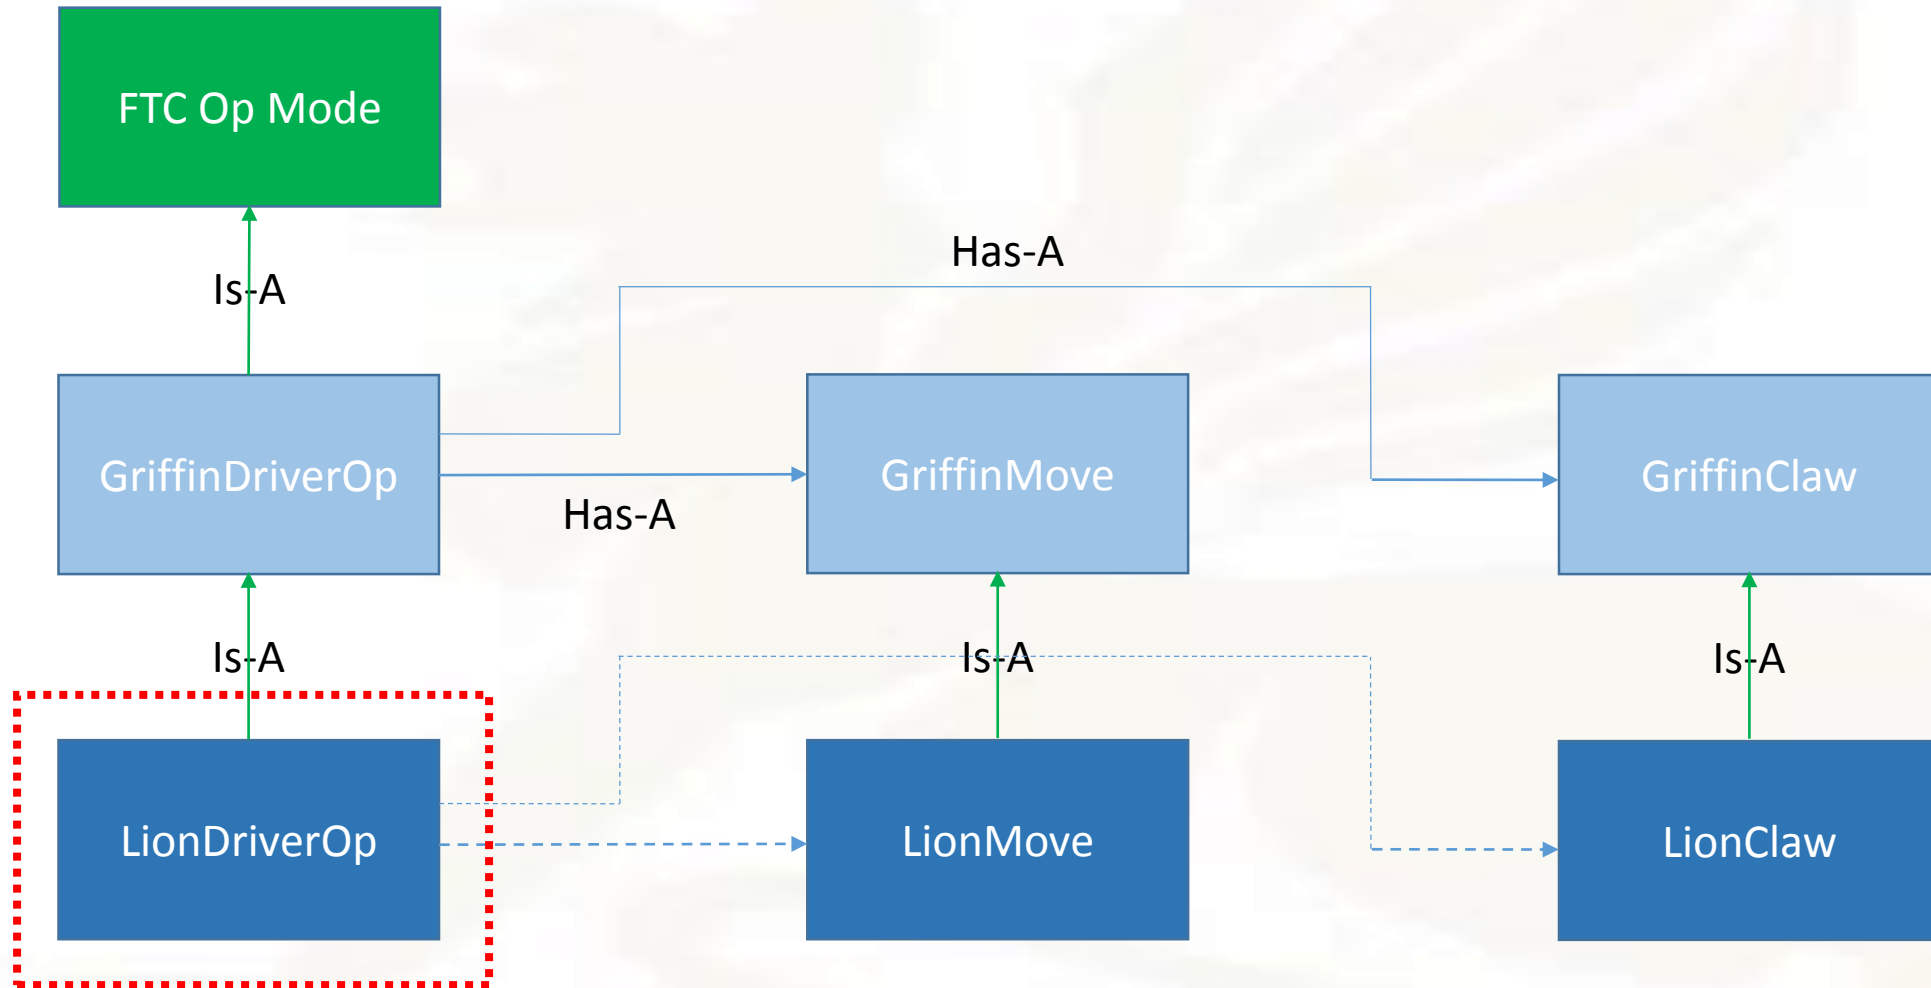 FTC Op Mode
Has-A
Is-A
GriffinDriverOp
GriffinMove
GriffinClaw
Has-A
Is-A
Is-A
Is-A
LionDriverOp
LionMove
LionClaw